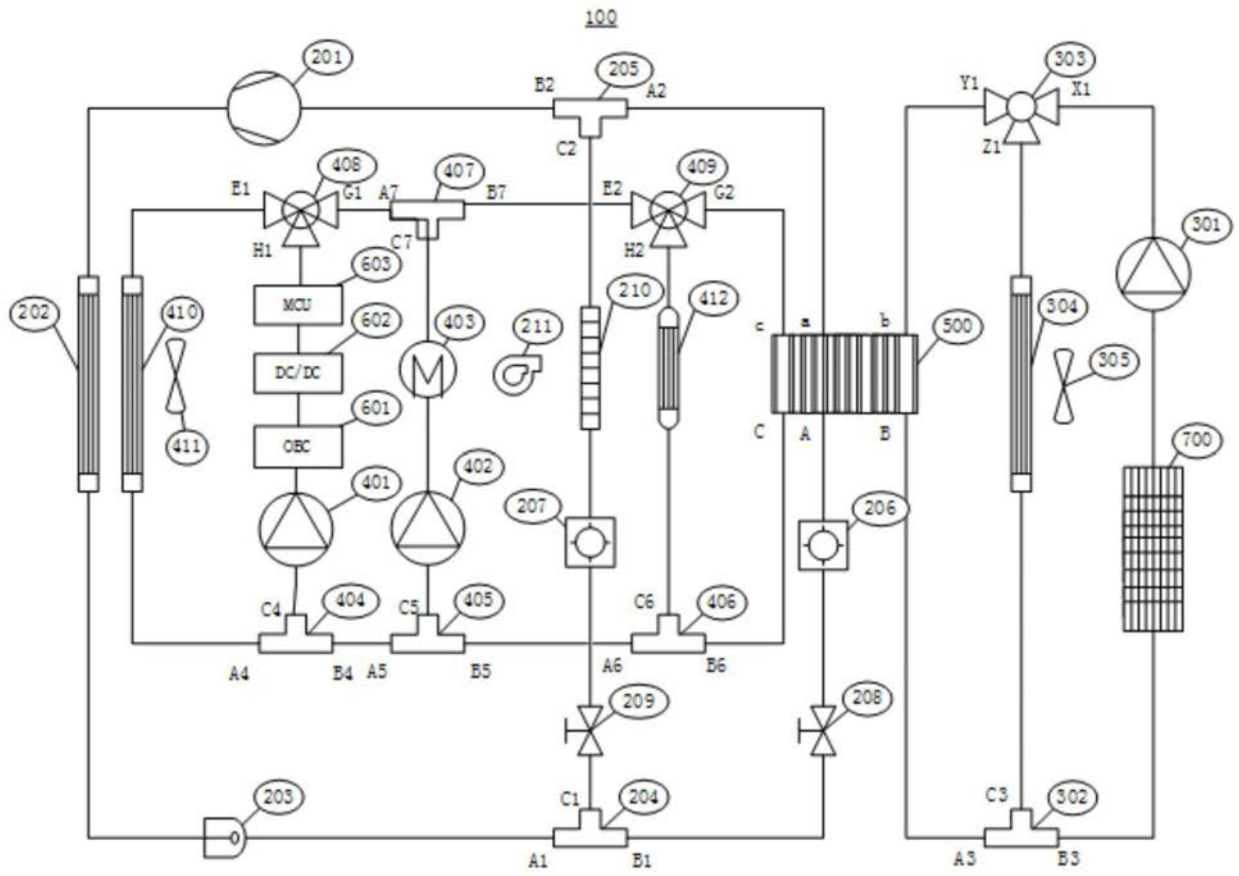 100
201
205
303
B2
A2
Y1
X1
C2
Z1
408
407
409
E1
G1
A7
B7
E2
G2
H1
C7
H2
301
603
MCU
202
410
602
403
211
210
412
c
a
b
500
304
DC/DC
305
411
601
OBC
C
A
B
700
401
402
207
206
C4
404
C5
405
C6
406
A4
B4
A5
B5
A6
B6
209
208
203
C1
204
C3
302
A1
B1
A3
B3